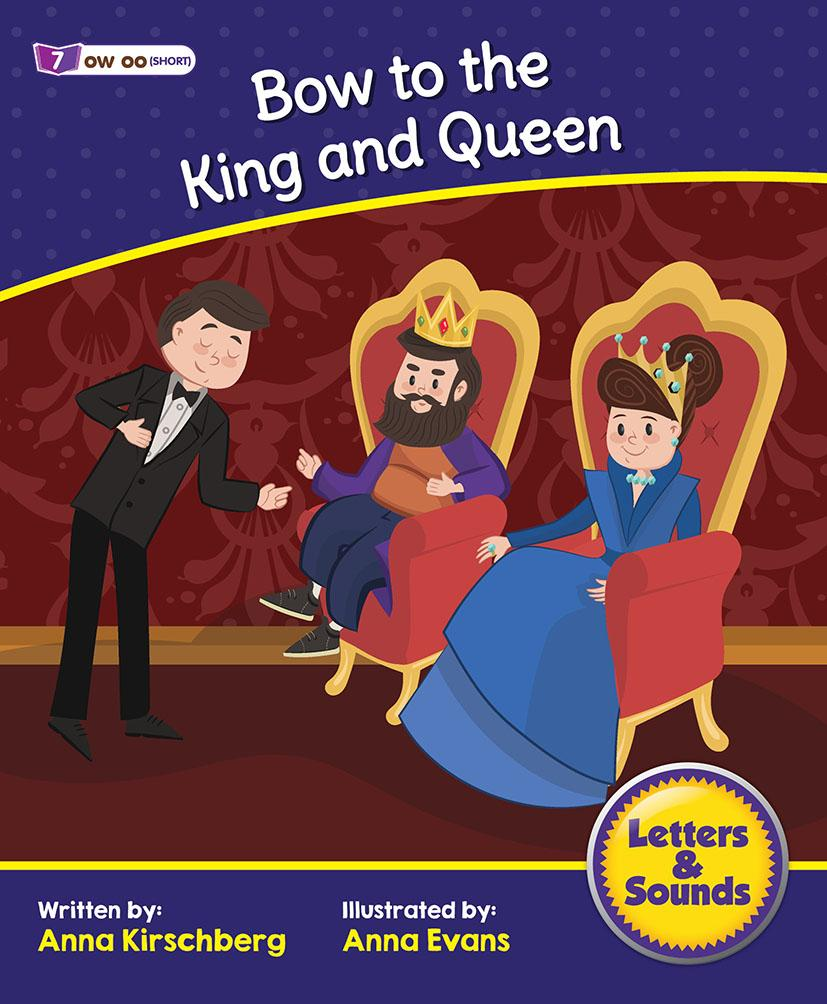 7 ow oo (SHORT)
Bow to the
King and Queen
Letters
&
Sounds
Written by:
Anna Kirschberg
Illustrated by:
Anna Evans